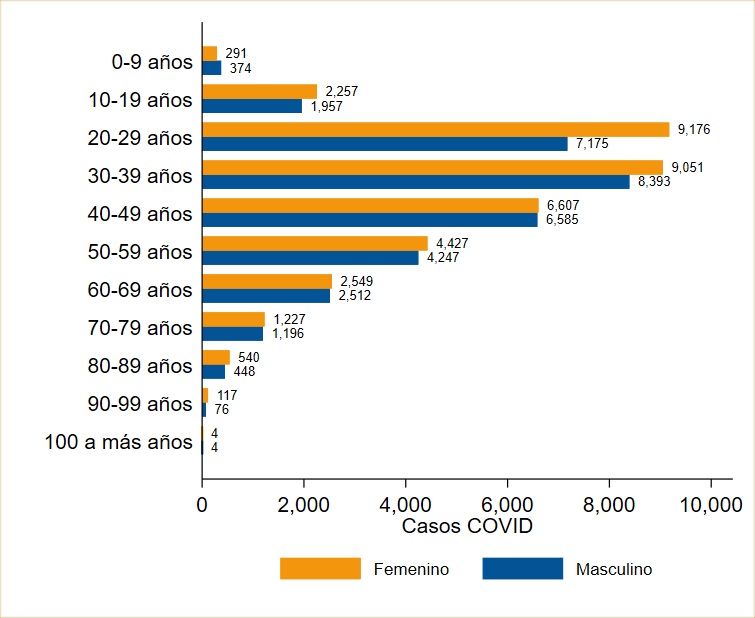 0-9 años
291
374
10-19 años
2,257
1,957
20-29 años
9,176
7,175
30-39 años
9,051
8,393
40-49 años
6,607
6,585
50-59 años
4,427
4,247
60-69 años
2,549
2,512
70-79 años
1,227
1,196
80-89 años
540
448
90-99 años
117
76
100 a más años
4
4
0 2,000 4,000 6,000 8,000 10,000
Casos COVID
Femenino Masculino